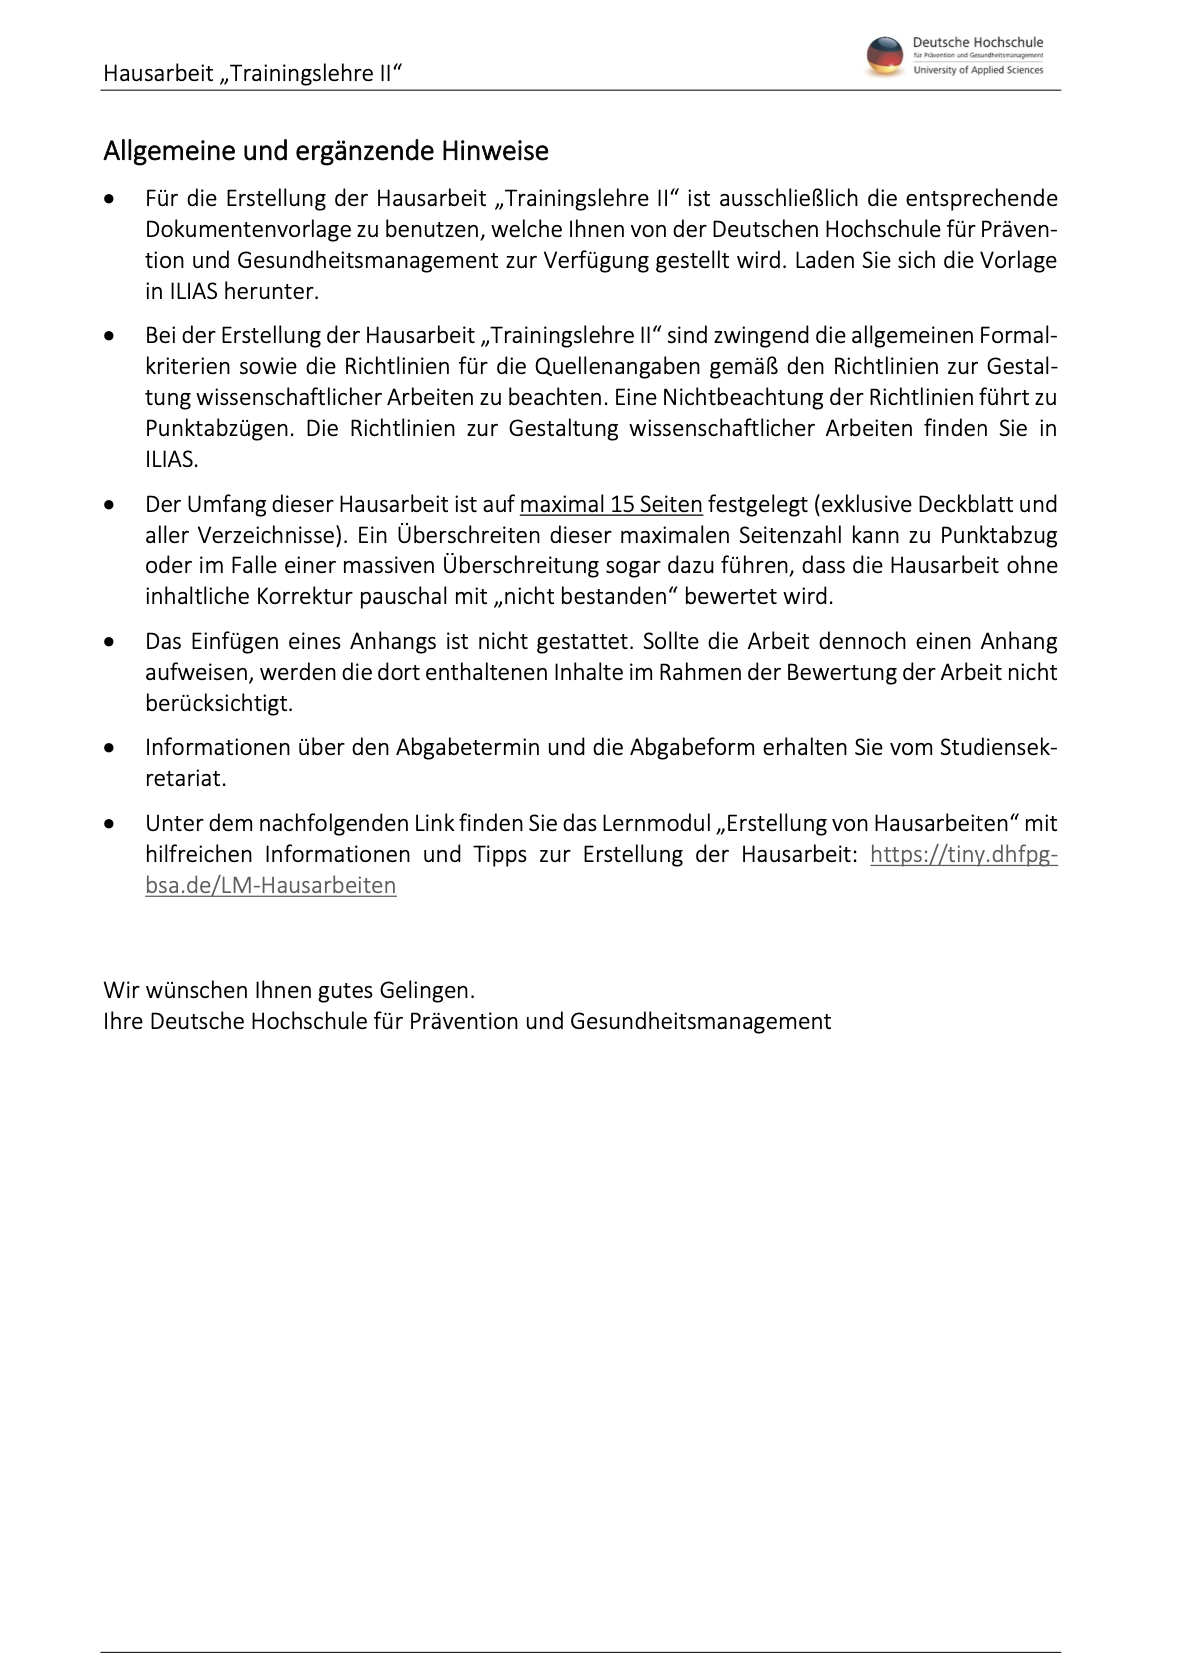 Hausarbeit „Trainingslehre II“
Deutsche Hochschule
für Prävention und Gesundheitsmanagement
University of Applied Sciences
Allgemeine und ergänzende Hinweise
• Für die Erstellung der Hausarbeit „Trainingslehre II“ ist ausschließlich die entsprechende
Dokumentenvorlage zu benutzen, welche Ihnen von der Deutschen Hochschule für Präven-
tion und Gesundheitsmanagement zur Verfügung gestellt wird. Laden Sie sich die Vorlage
in ILIAS herunter.
• Bei der Erstellung der Hausarbeit „Trainingslehre II“ sind zwingend die allgemeinen Formal-
kriterien sowie die Richtlinien für die Quellenangaben gemäß den Richtlinien zur Gestal-
tung wissenschaftlicher Arbeiten zu beachten. Eine Nichtbeachtung der Richtlinien führt zu
Punktabzügen. Die Richtlinien zur Gestaltung wissenschaftlicher Arbeiten finden Sie in
ILIAS.
• Der Umfang dieser Hausarbeit ist auf maximal 15 Seiten festgelegt (exklusive Deckblatt und
aller Verzeichnisse). Ein Überschreiten dieser maximalen Seitenzahl kann zu Punktabzug
oder im Falle einer massiven Überschreitung sogar dazu führen, dass die Hausarbeit ohne
inhaltliche Korrektur pauschal mit „nicht bestanden“ bewertet wird.
• Das Einfügen eines Anhangs ist nicht gestattet. Sollte die Arbeit dennoch einen Anhang
aufweisen, werden die dort enthaltenen Inhalte im Rahmen der Bewertung der Arbeit nicht
berücksichtigt.
• Informationen über den Abgabetermin und die Abgabeform erhalten Sie vom Studiensek-
retariat.
• Unter dem nachfolgenden Link finden Sie das Lernmodul „Erstellung von Hausarbeiten“ mit
hilfreichen Informationen und Tipps zur Erstellung der Hausarbeit: https://tiny.dhfpg-
bsa.de/LM-Hausarbeiten
Wir wünschen Ihnen gutes Gelingen.
Ihre Deutsche Hochschule für Prävention und Gesundheitsmanagement